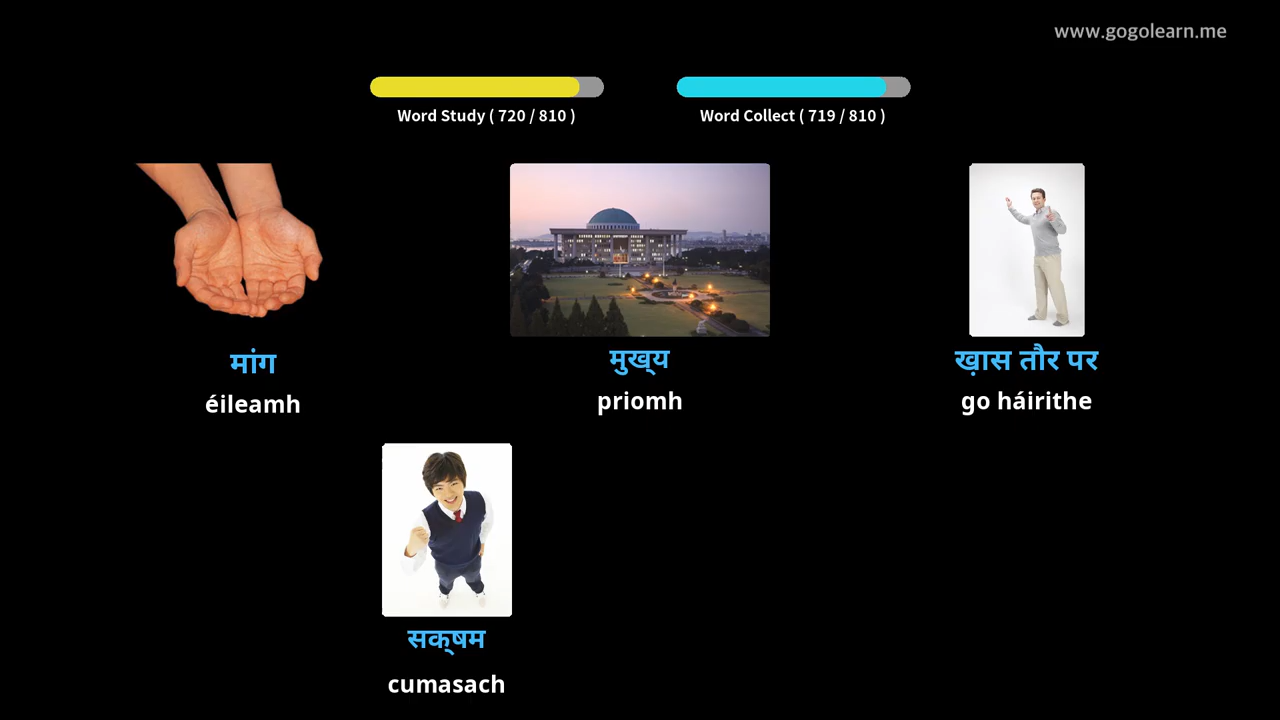 www.gogolearn.me
Word Study ( 720 / 810 )
Word Collect ( 719 / 810 )
मांग
éileamh
मुख्‌य
priomh
ख़ास तौर पर
go háirithe
सक्‌षम
cumasach